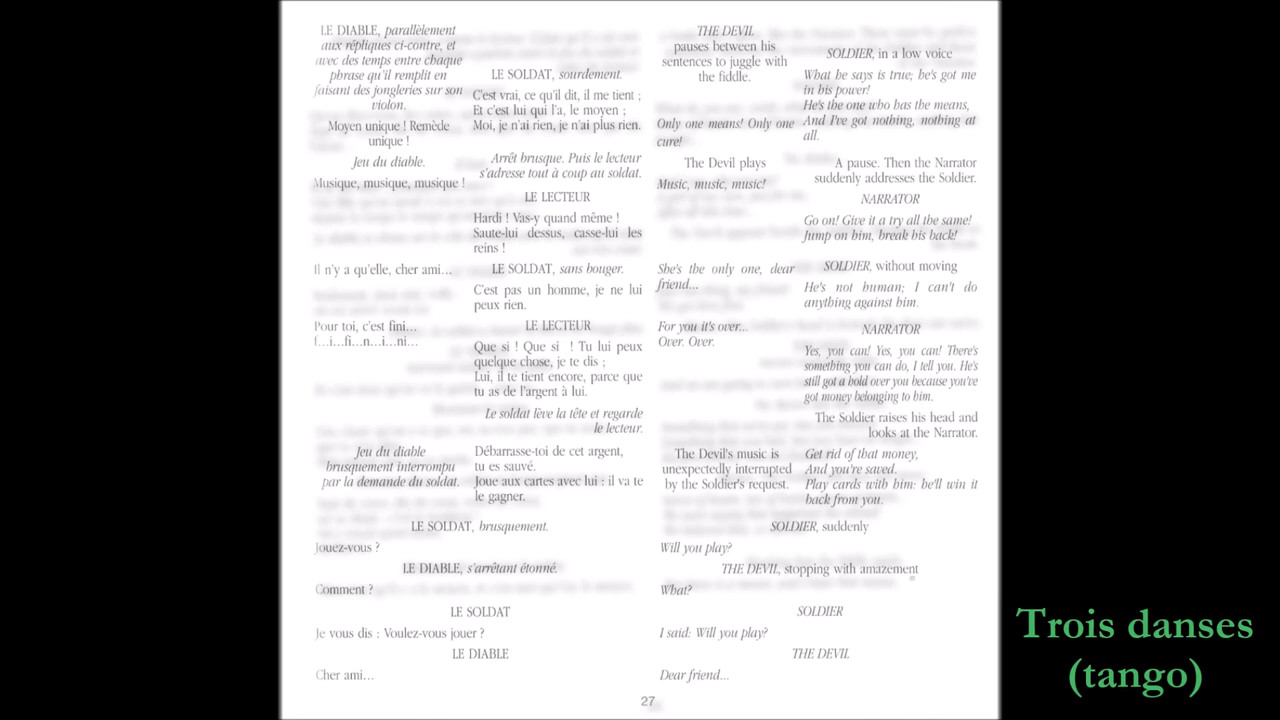 LE DIABLE, parallèlement
aux répliques ci-contre, et
avec des temps entre chaque
phrase qu'il remplit en
faisant des jongleries sur son
violon.
Moyen unique ! Remède
unique !
Jeu du diable.
Musique, musique, musique !
Il n'y a qu'elle, cher ami...
Pour toi, c'est fini...
f...i...fi...n...i...ni...
Jeu du diable
brusquement interrompu
par la demande du soldat.
LE SOLDAT, sourdement.
C'est vrai, ce qu'il dit, il me tient ;
Et c'est lui qui l'a, le moyen ;
Moi, je n'ai rien, je n'ai plus rien.
Arrêt brusque. Puis le lecteur
s'adresse tout à coup au soldat.
LE LECTEUR
Hardi ! Vas-y quand même !
Saute-lui dessus, casse-lui les
reins !
LE SOLDAT, sans bouger.
C'est pas un homme, je ne lui
peux rien.
LE LECTEUR
Que si ! Que si ! Tu lui peux
quelque chose, je te dis ;
Lui, il te tient encore, parce que
tu as de l'argent à lui.
Le soldat lève la tête et regarde
le lecteur.
Débarrasse-toi de cet argent,
tu es sauvé.
Joue aux cartes avec lui : il va te
le gagner.
LE SOLDAT, brusquement.
Jouez-vous ?
LE DIABLE, s'arrêtant étonné.
Comment ?
LE SOLDAT
Je vous dis : Voulez-vous jouer ?
LE DIABLE
Cher ami...
THE DEVIL
pauses between his
sentences to juggle with
the fiddle.
Only one means! Only one
cure!
The Devil plays
Music, music, music!
She's the only one, dear
friend...
For you it's over...
Over. Over.
The Devil's music is
unexpectedly interrupted
by the Soldier's request.
SOLDIER, in a low voice
What he says is true; he's got me
in his power!
He's the one who has the means,
And I've got nothing, nothing at
all.
A pause. Then the Narrator
suddenly addresses the Soldier.
NARRATOR
Go on! Give it a try all the same!
Jump on him, break his back!
SOLDIER, without moving
He's not human; I can't do
anything against him.
NARRATOR
Yes, you can! Yes, you can! There's
something you can do, I tell you. He's
still got a hold over you because you've
got money belonging to him.
The Soldier raises his head and
looks at the Narrator.
Get rid of that money,
And you're saved.
Play cards with him: he'll win it
back from you.
SOLDIER, suddenly
Will you play?
THE DEVIL, stopping with amazement
What?
SOLDIER
I said: Will you play?
THE DEVIL
Dear friend...
27
Trois danses
(tango)